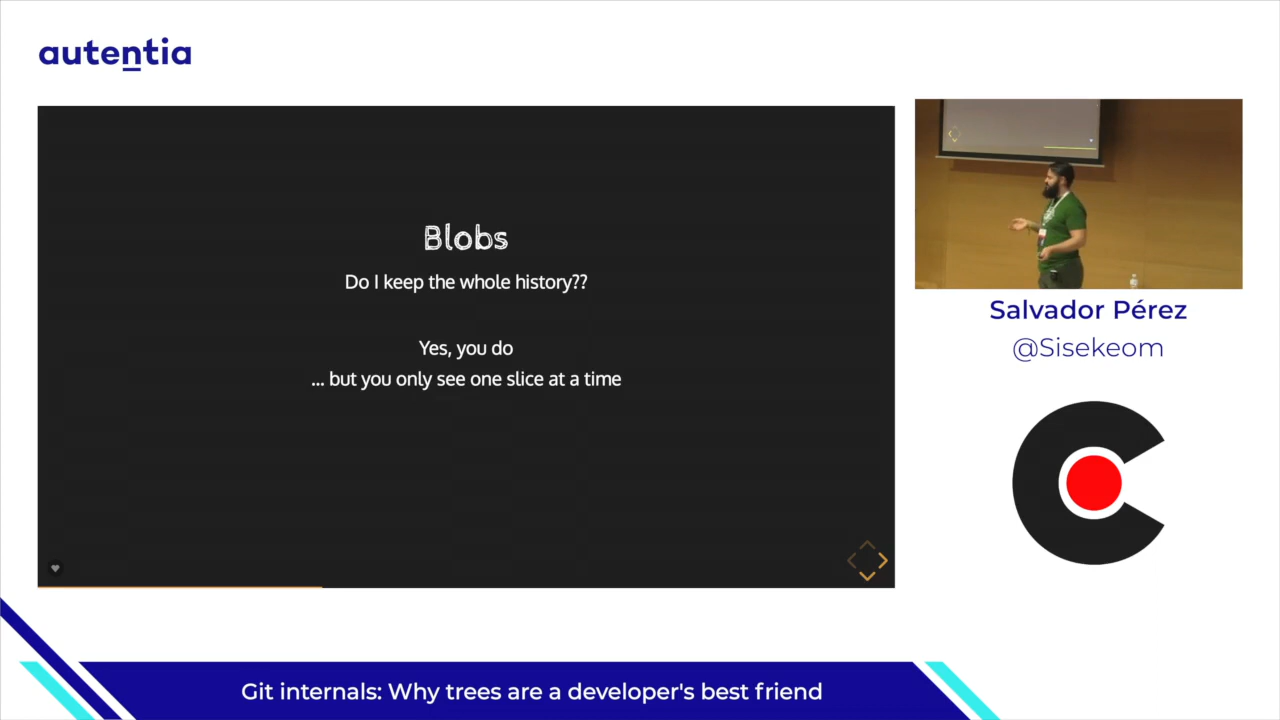 autentia
Blobs
Do I keep the whole history??
Yes, you do
... but you only see one slice at a time
Salvador Pérez
@Sisekeom
Git internals: Why trees are a developer's best friend